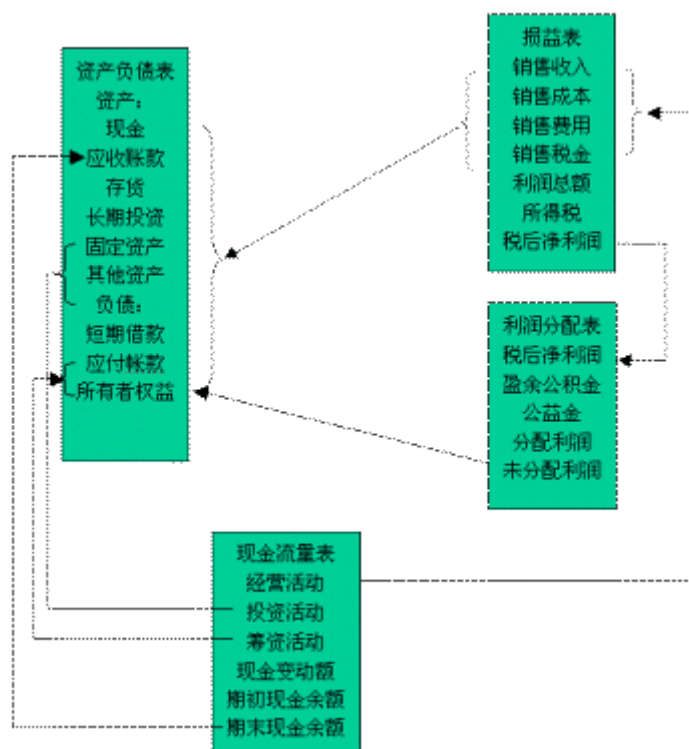 资产负债表
资产：
现金
应收账款
存货
长期投资
固定资产
其他资产
负债：
短期借款
应付帐款
所有者权益
损益表
销售收入
销售成本
销售费用
销售税金
利润总额
所得税
税后净利润
利润分配表
税后净利润
盈余公积金
公益金
分配利润
未分配利润
现金流量表
经营活动
投资活动
筹资活动
现金变动额
期初现金余额
期末现金余额